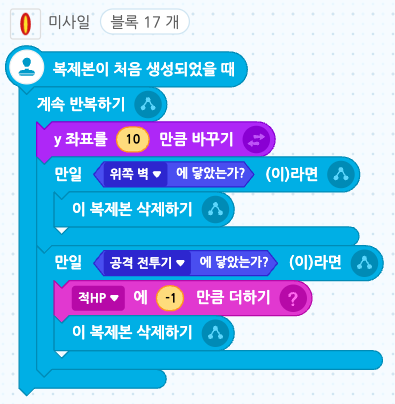 미사일 블록 17 개
복제본이 처음 생성되었을 때
계속 반복하기
y 좌표를 10 만큼 바꾸기
만일 위쪽 벽 ▼ 에 닿았는가? (이)라면
이 복제본 삭제하기
만일 공격 전투기 ▼ 에 닿았는가? (이)라면
적HP ▼ 에 -1 만큼 더하기 ?
이 복제본 삭제하기